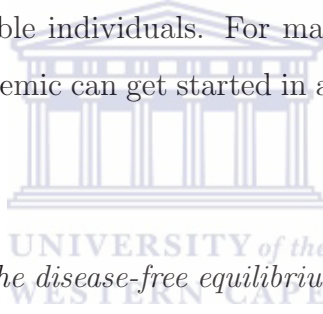 ble individuals. For ma
emic can get started in a
UNIVERSITY of the
he disease-free equilibriu
WESTERN CAPE